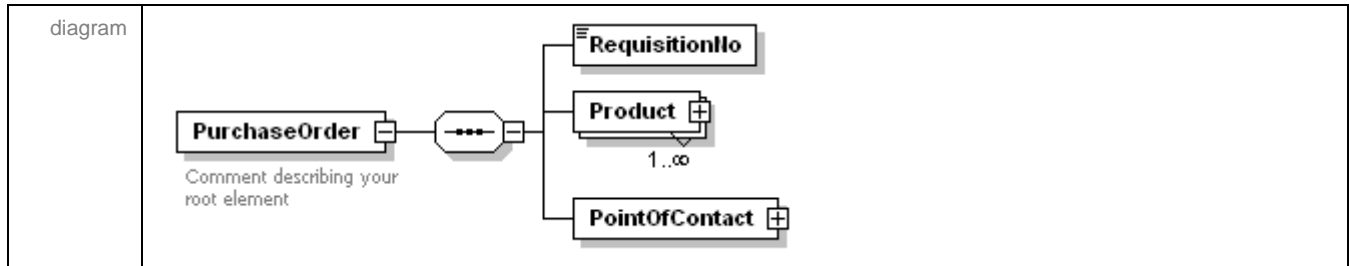 diagram
RequisitionNo
Product
1..∞
PurchaseOrder
Comment describing your
root element
PointOfContact